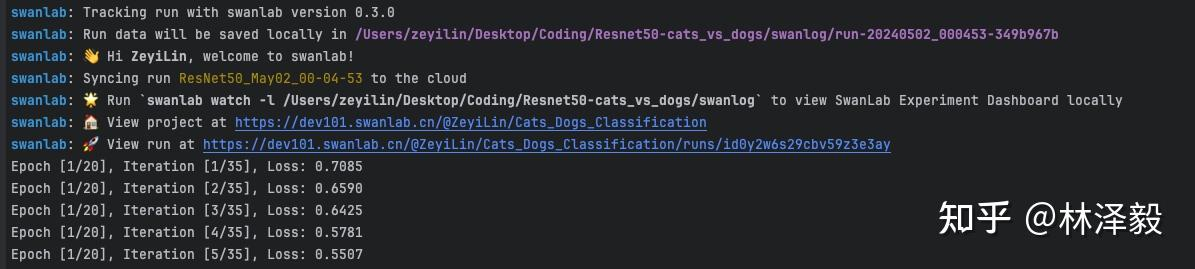 swanlab: Tracking run with swanlab version 0.3.0
swanlab: Run data will be saved locally in /Users/zeyilin/Desktop/Coding/Resnet50-cats_vs_dogs/swanlog/run-20240502_000453-349b967b
swanlab: 👋 Hi ZeyiLin, welcome to swanlab!
swanlab: Syncing run ResNet50_May02_00-04-53 to the cloud
swanlab: 🌟 Run `swanlab watch -l /Users/zeyilin/Desktop/Coding/Resnet50-cats_vs_dogs/swanlog` to view SwanLab Experiment Dashboard locally
swanlab: 🏠 View project at https://dev101.swanlab.cn/@ZeyiLin/Cats_Dogs_Classification
swanlab: 🚀 View run at https://dev101.swanlab.cn/@ZeyiLin/Cats_Dogs_Classification/runs/id0y2w6s29cbv59z3e3ay
Epoch [1/20], Iteration [1/35], Loss: 0.7085
Epoch [1/20], Iteration [2/35], Loss: 0.6590
Epoch [1/20], Iteration [3/35], Loss: 0.6425
Epoch [1/20], Iteration [4/35], Loss: 0.5781
Epoch [1/20], Iteration [5/35], Loss: 0.5507
知乎 @林泽毅